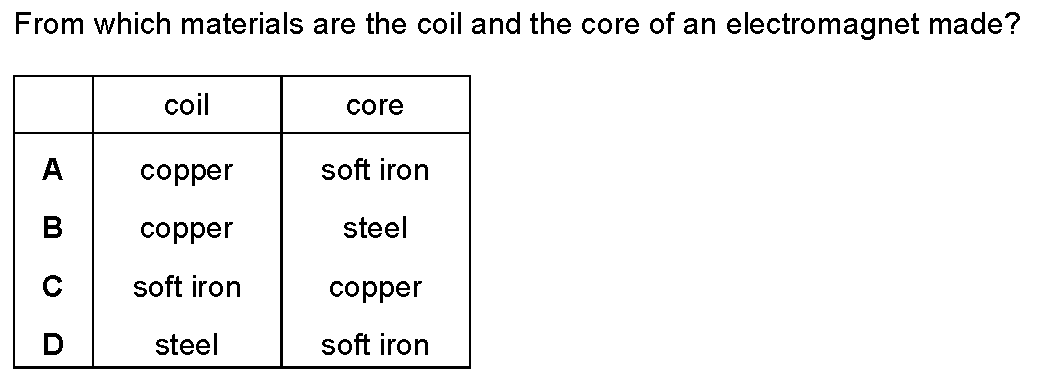 From which materials are the coil and the core of an electromagnet made?
coil core
A copper soft iron
B copper steel
C soft iron copper
D steel soft iron